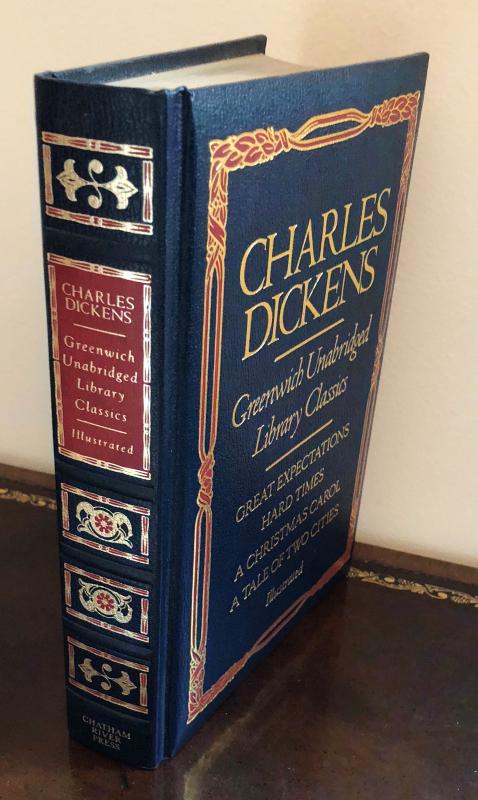 CHARLES
DICKENS
Greenwich
Unabridged
Library
Classics
Illustrated
CHATHAM
RIVER
PRESS
CHARLES
DICKENS
Greenwich Unabridged
Library Classics
GREAT EXPECTATIONS
HARD TIMES
A CHRISTMAS CAROL
A TALE OF TWO CITIES
Illustrated